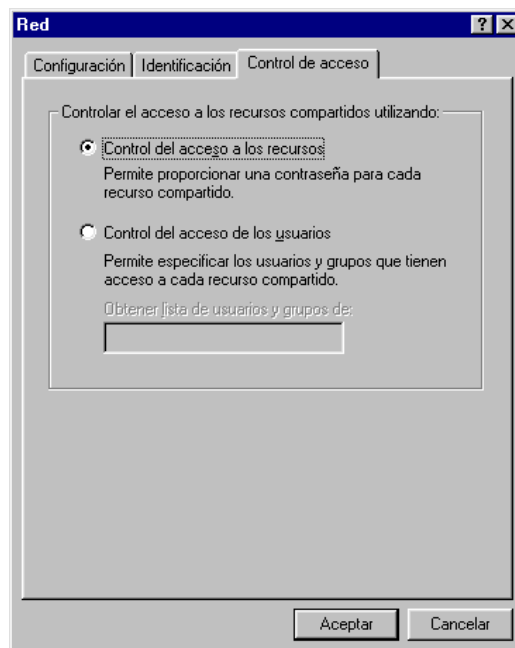 Red
Configuración Identificación Control de acceso
Controlar el acceso a los recursos compartidos utilizando:
Control del acceso a los recursos
Permite proporcionar una contraseña para cada
recurso compartido.
Control del acceso de los usuarios
Permite especificar los usuarios y grupos que tienen
acceso a cada recurso compartido.
Obtener lista de usuarios y grupos de:
Aceptar Cancelar